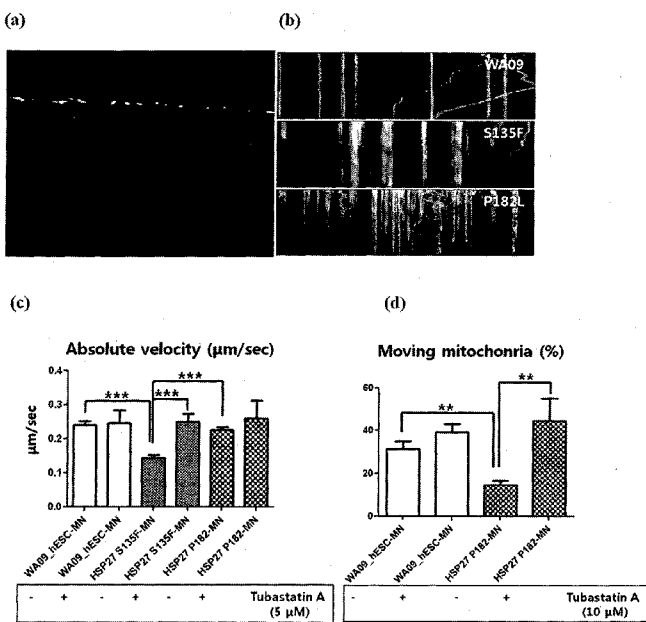 (a)
(b)
WA09
S135F
P182L
(c)
(d)
Absolute velocity (μm/sec)
μm/sec
0.4
0.3
0.2
0.1
0.0
***
***
***
WA09_hESC-MN
WA09_hESC-MN
HSP27 S135F-MN
HSP27 S135F-MN
HSP27 P182-MN
HSP27 P182-MN
- + - + - + Tubastatin A
(5 μM)
Moving mitochonria (%)
60
40
20
0
**
**
WA09_hESC-MN
WA09_hESC-MN
HSP27 P182-MN
HSP27 P182-MN
- + - + Tubastatin A
(10 μM)